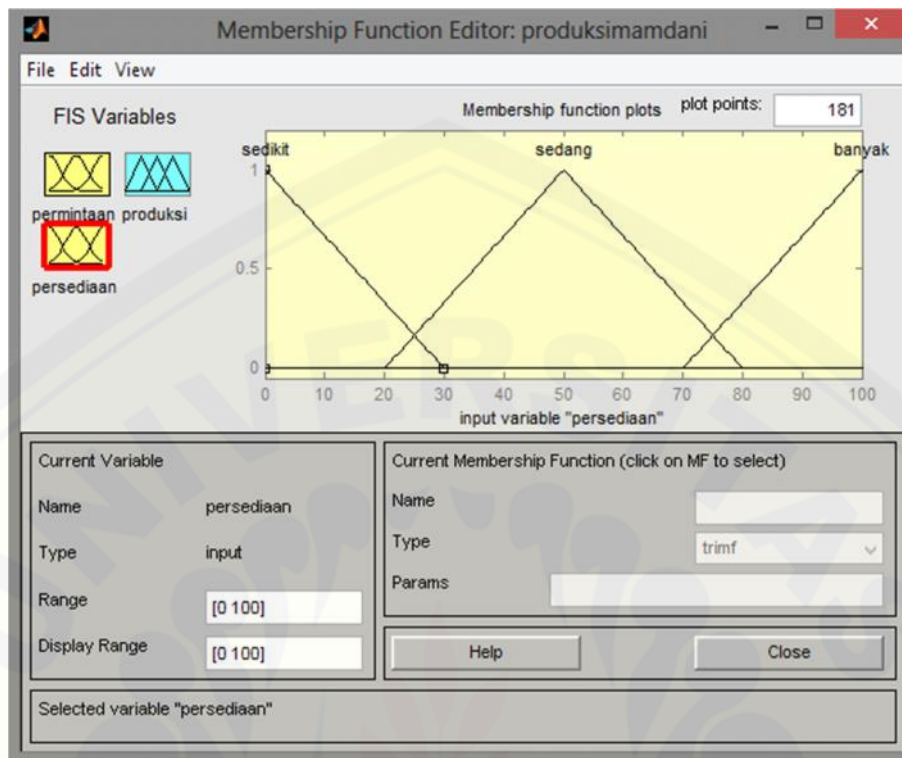 Membership Function Editor: produksimamdani
File Edit View
FIS Variables
permintaan produksi
persediaan
Membership function plots plot points: 181
sedikit sedang banyak
1
0.5
0
0 10 20 30 40 50 60 70 80 90 100
input variable "persediaan"
Current Variable
Name persediaan
Type input
Range [0 100]
Display Range [0 100]
Current Membership Function (click on MF to select)
Name
Type trimf
Params
Help Close
Selected variable "persediaan"
UNIVERSITAS